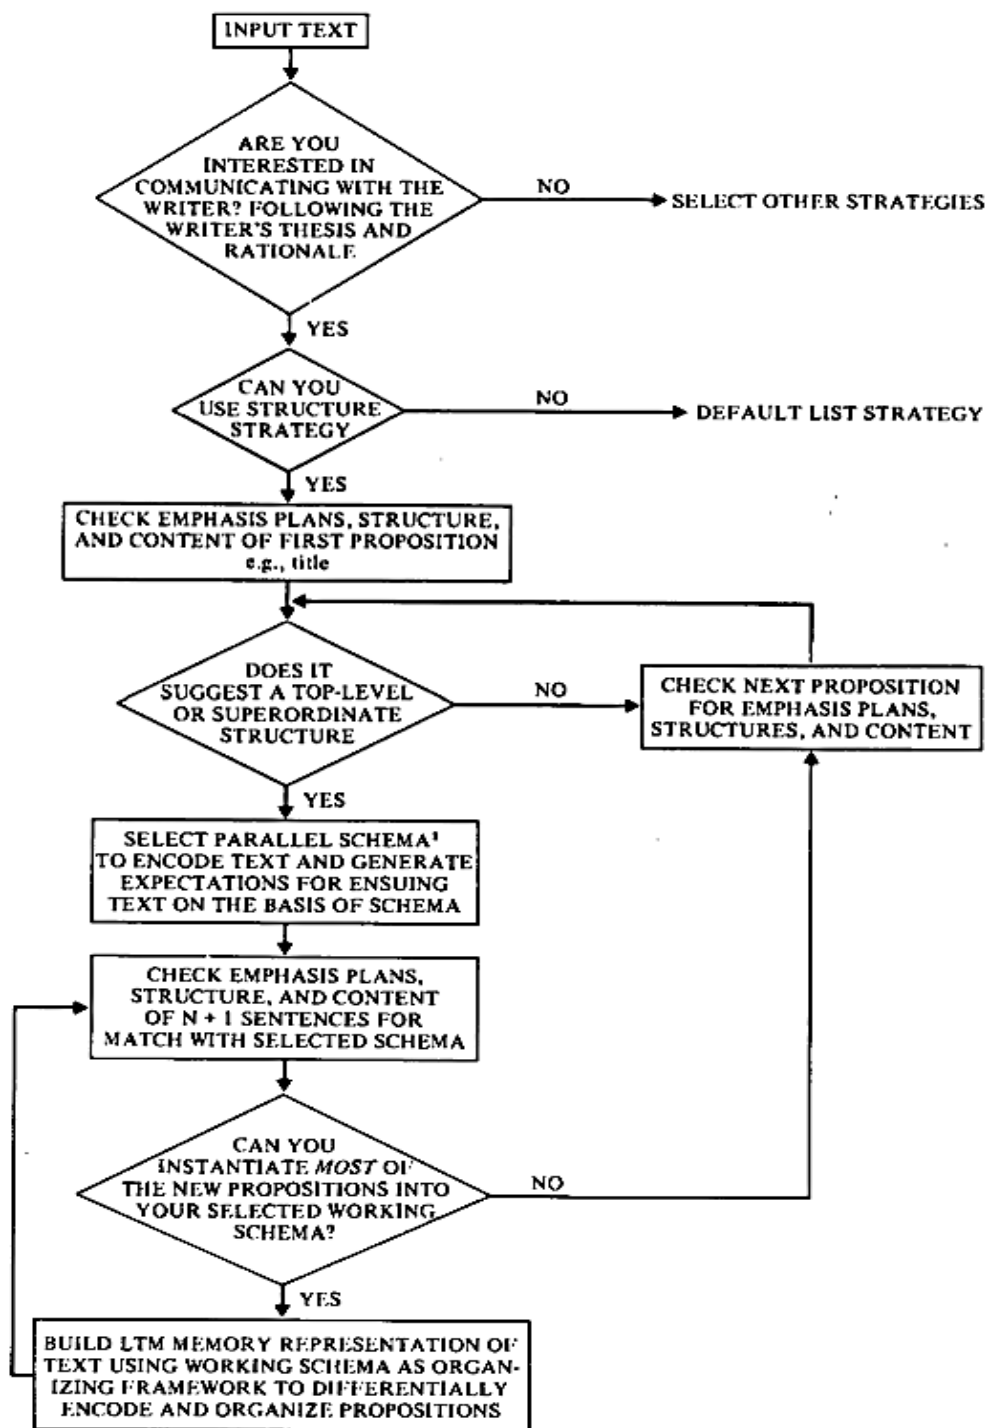 INPUT TEXT
ARE YOU
INTERESTED IN
COMMUNICATING WITH THE
WRITER? FOLLOWING THE
WRITER'S THESIS AND
RATIONALE
NO
SELECT OTHER STRATEGIES
YES
CAN YOU
USE STRUCTURE
STRATEGY
NO
DEFAULT LIST STRATEGY
YES
CHECK EMPHASIS PLANS, STRUCTURE,
AND CONTENT OF FIRST PROPOSITION
e.g., title
DOES IT
SUGGEST A TOP-LEVEL
OR SUPERORDINATE
STRUCTURE
NO
CHECK NEXT PROPOSITION
FOR EMPHASIS PLANS,
STRUCTURES, AND CONTENT
YES
SELECT PARALLEL SCHEMA¹
TO ENCODE TEXT AND GENERATE
EXPECTATIONS FOR ENSUING
TEXT ON THE BASIS OF SCHEMA
CHECK EMPHASIS PLANS,
STRUCTURE, AND CONTENT
OF N + 1 SENTENCES FOR
MATCH WITH SELECTED SCHEMA
CAN YOU
INSTANTIATE MOST OF
THE NEW PROPOSITIONS INTO
YOUR SELECTED WORKING
SCHEMA?
NO
YES
BUILD LTM MEMORY REPRESENTATION OF
TEXT USING WORKING SCHEMA AS ORGAN-
IZING FRAMEWORK TO DIFFERENTIALLY
ENCODE AND ORGANIZE PROPOSITIONS